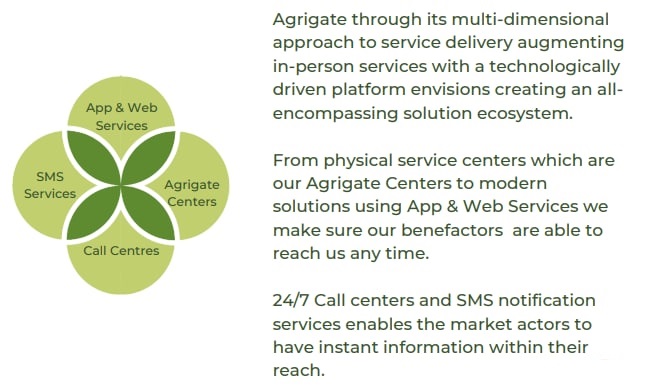 App & Web
Services
SMS
Services
Agrigate
Centers
Call Centres
Agrigate through its multi-dimensional
approach to service delivery augmenting
in-person services with a technologically
driven platform envisions creating an all-
encompassing solution ecosystem.
From physical service centers which are
our Agrigate Centers to modern
solutions using App & Web Services we
make sure our benefactors  are able to
reach us any time.
24/7 Call centers and SMS notification
services enables the market actors to
have instant information within their
reach.